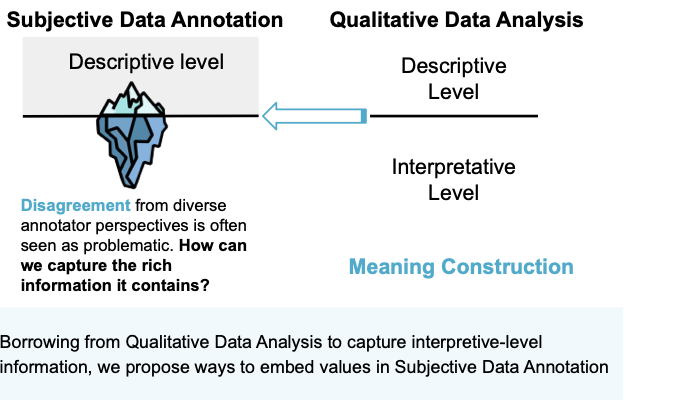 Subjective Data Annotation
Descriptive level
Disagreement from diverse
annotator perspectives is often
seen as problematic. How can
we capture the rich
information it contains?
Qualitative Data Analysis
Descriptive
Level
Interpretative
Level
Meaning Construction
Borrowing from Qualitative Data Analysis to capture interpretive-level
information, we propose ways to embed values in Subjective Data Annotation